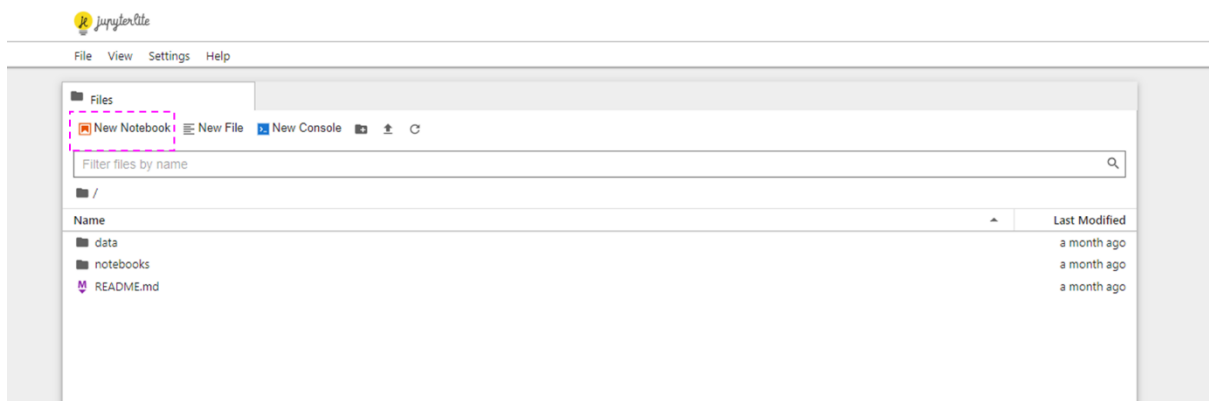 jupyterlite
File View Settings Help
Files
New Notebook New File New Console
Filter files by name
/
Name Last Modified
data a month ago
notebooks a month ago
README.md a month ago